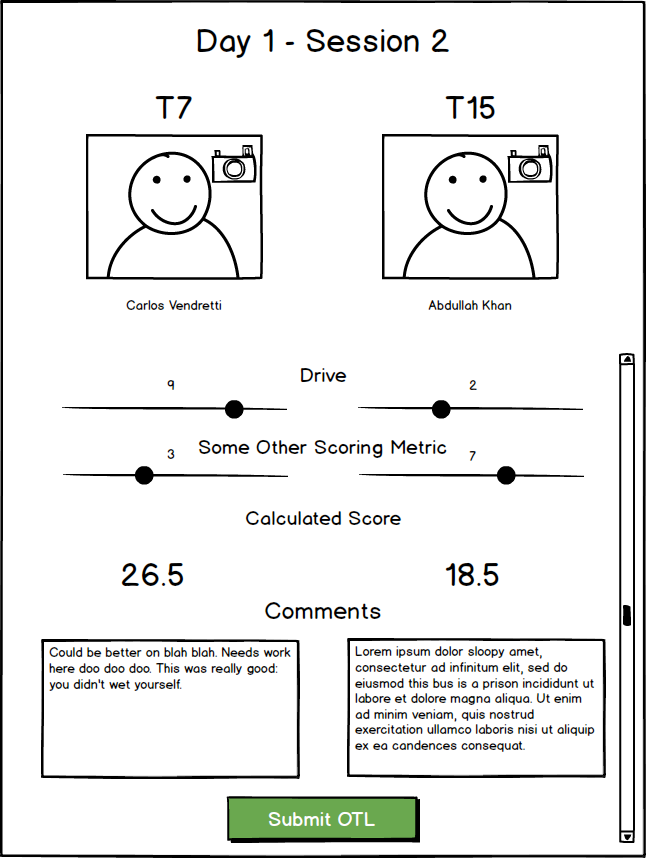 Day 1 - Session 2
T7
T15
Carlos Vendretti
Abdullah Khan
Drive
9
2
Some Other Scoring Metric
3
7
Calculated Score
26.5
18.5
Comments
Could be better on blah blah. Needs work
here doo doo doo. This was really good:
you didn't wet yourself.
Lorem ipsum dolor sloopy amet,
consectetur ad infinitum elit, sed do
eiusmod this bus is a prison incididunt ut
labore et dolore magna aliqua. Ut enim
ad minim veniam, quis nostrud
exercitation ullamco laboris nisi ut aliquip
ex ea candences consequat.
Submit OTL